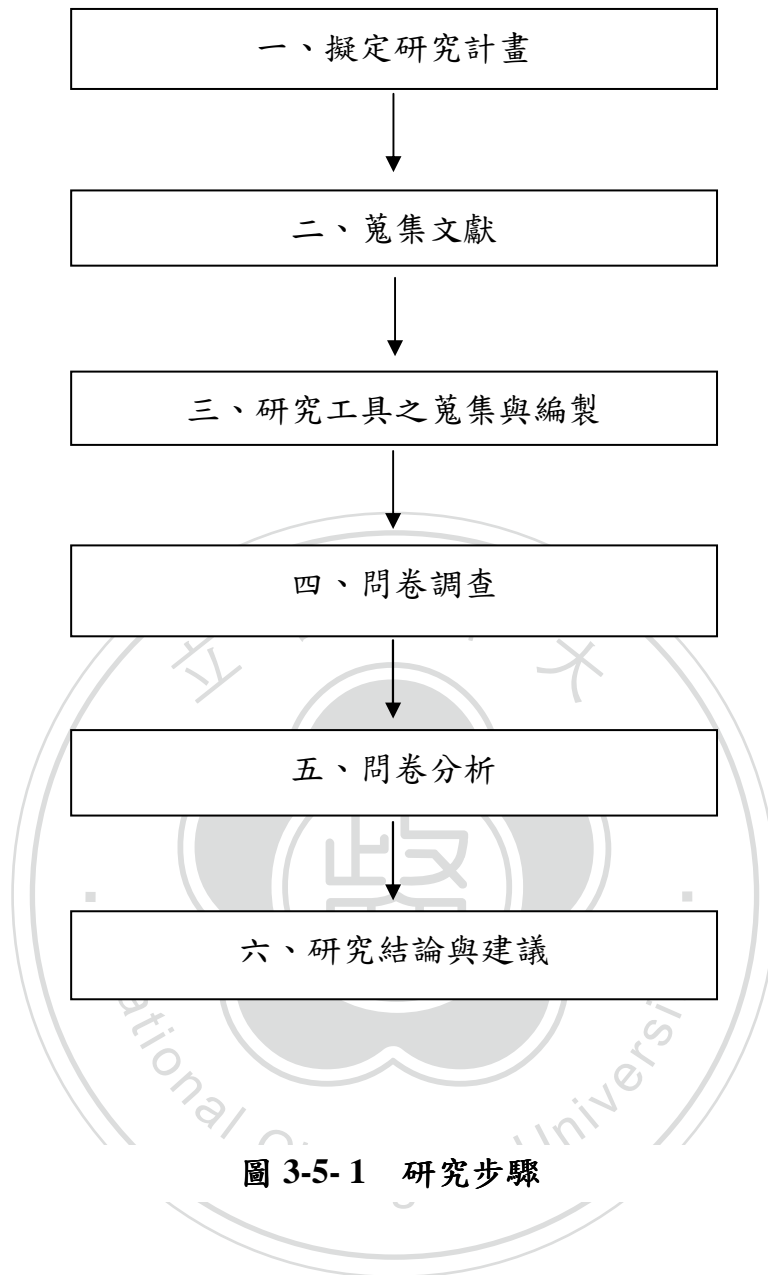 一、擬定研究計畫
二、蒐集文獻
三、研究工具之蒐集與編製
四、問卷調查
立 大
五、問卷分析
六、研究結論與建議
圖 3-5- 1 研究步驟